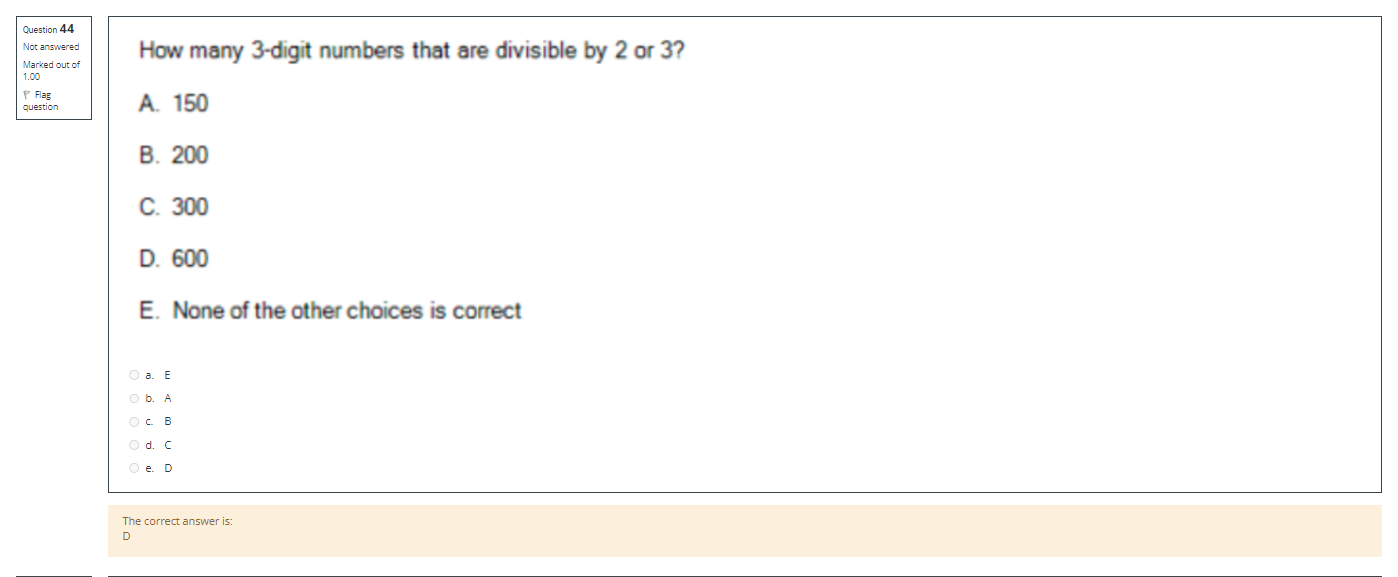 Question 44
Not answered
Marked out of
1.00
Flag
question
How many 3-digit numbers that are divisible by 2 or 3?
A. 150
B. 200
C. 300
D. 600
E. None of the other choices is correct
a. E
b. A
c. B
d. C
e. D
The correct answer is:
D